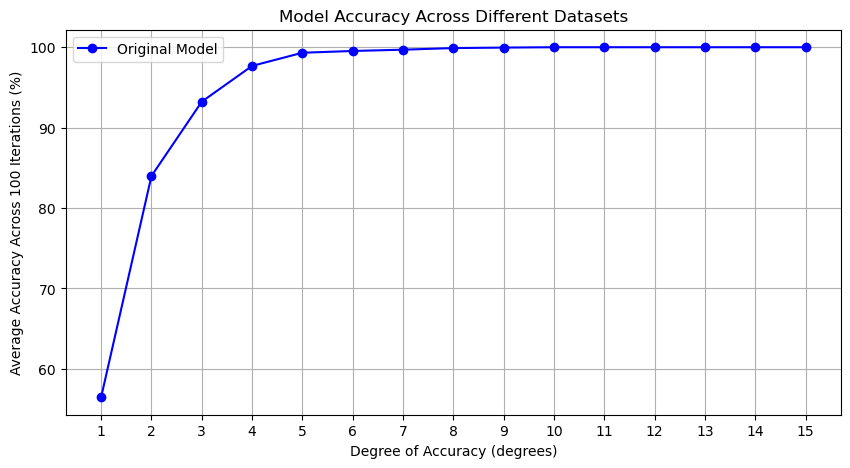 Model Accuracy Across Different Datasets
Original Model
Average Accuracy Across 100 Iterations (%)
100
90
80
70
60
1 2 3 4 5 6 7 8 9 10 11 12 13 14 15
Degree of Accuracy (degrees)